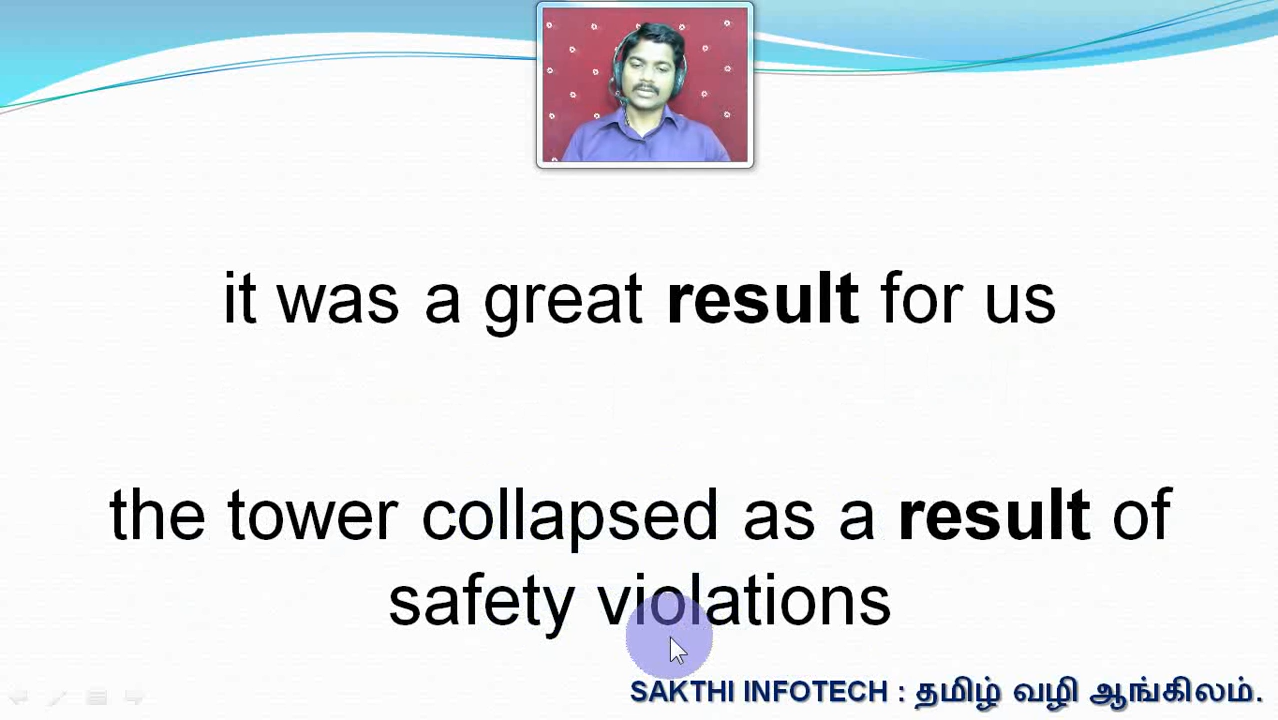 it was a great result for us
the tower collapsed as a result of
safety violations
SAKTHI INFOTECH : தமிழ் வழி ஆங்கிலம்.